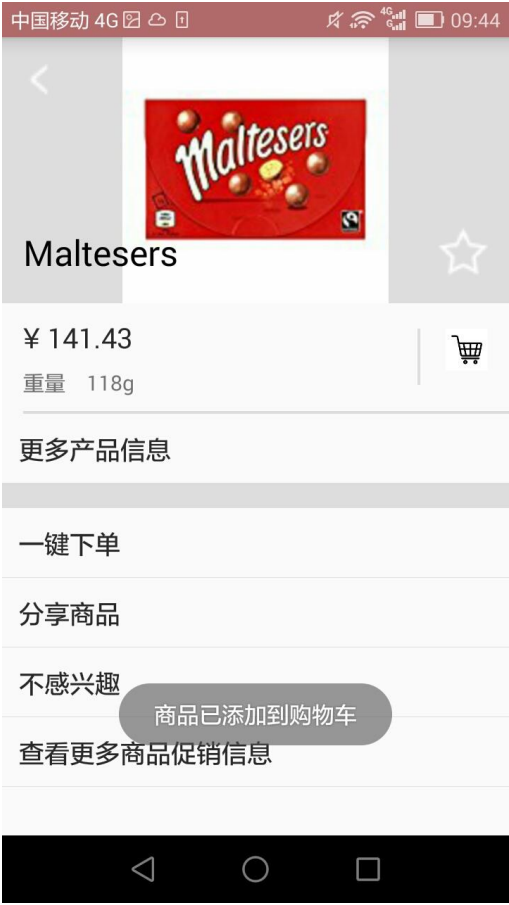 中国移动 4G 4G G 09:44
Maltesers
Maltesers
¥ 141.43
重量 118g
更多产品信息
一键下单
分享商品
不感兴趣
商品已添加到购物车
查看更多商品促销信息